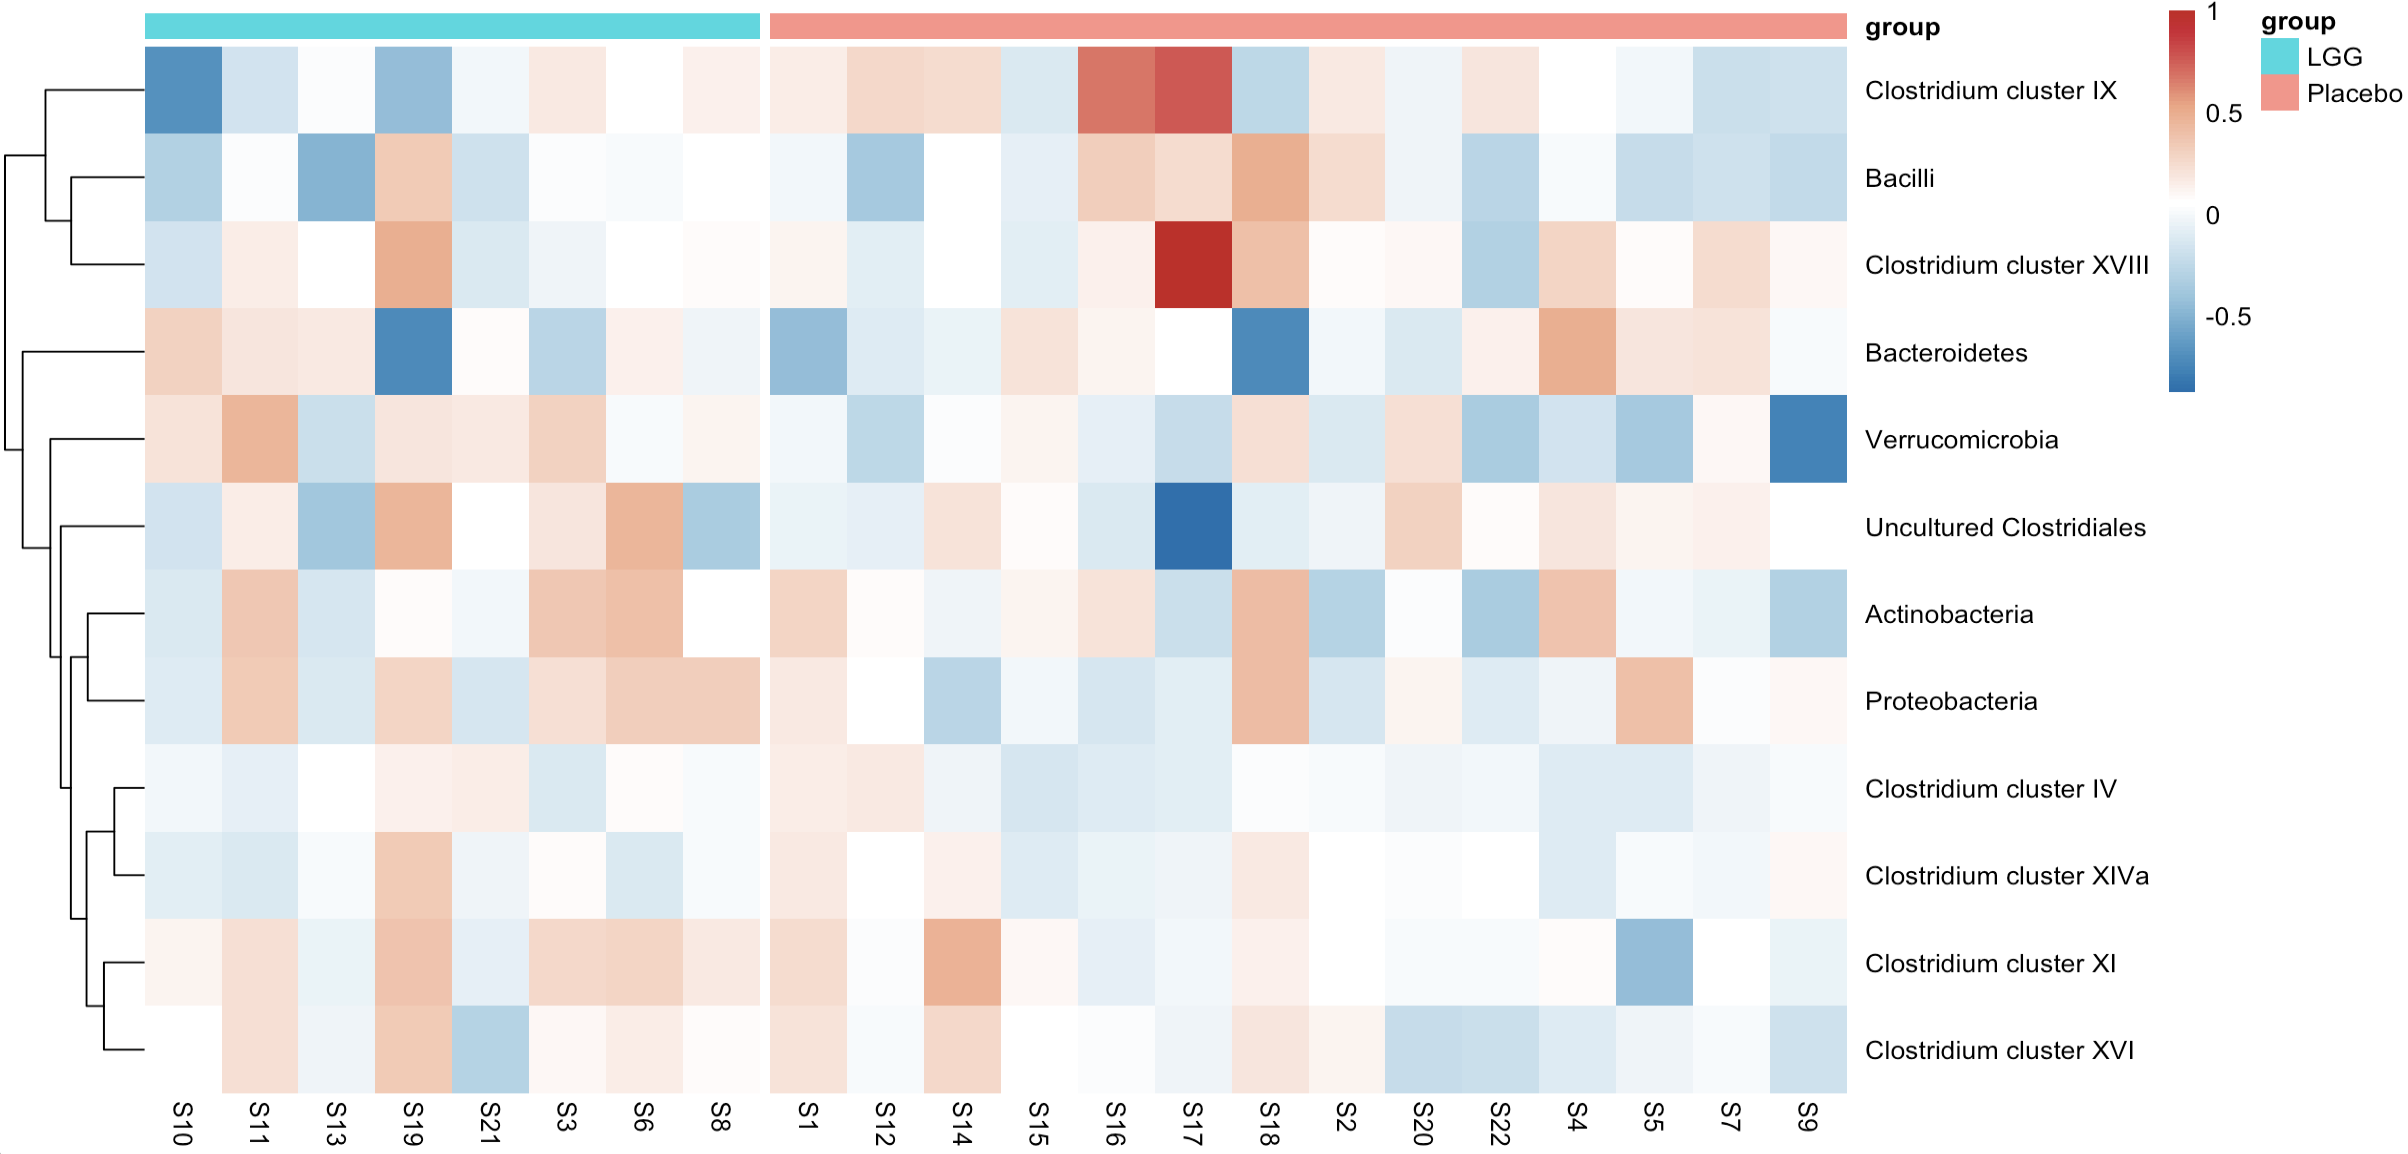 group
Clostridium cluster IX
Bacilli
Clostridium cluster XVIII
Bacteroidetes
Verrucomicrobia
Uncultured Clostridiales
Actinobacteria
Proteobacteria
Clostridium cluster IV
Clostridium cluster XIVa
Clostridium cluster XI
Clostridium cluster XVI
S10 S11 S13 S19 S21 S3 S6 S8 S1 S12 S14 S15 S16 S17 S18 S2 S20 S22 S4 S5 S7 S9
1
0.5
0
-0.5
group
LGG
Placebo